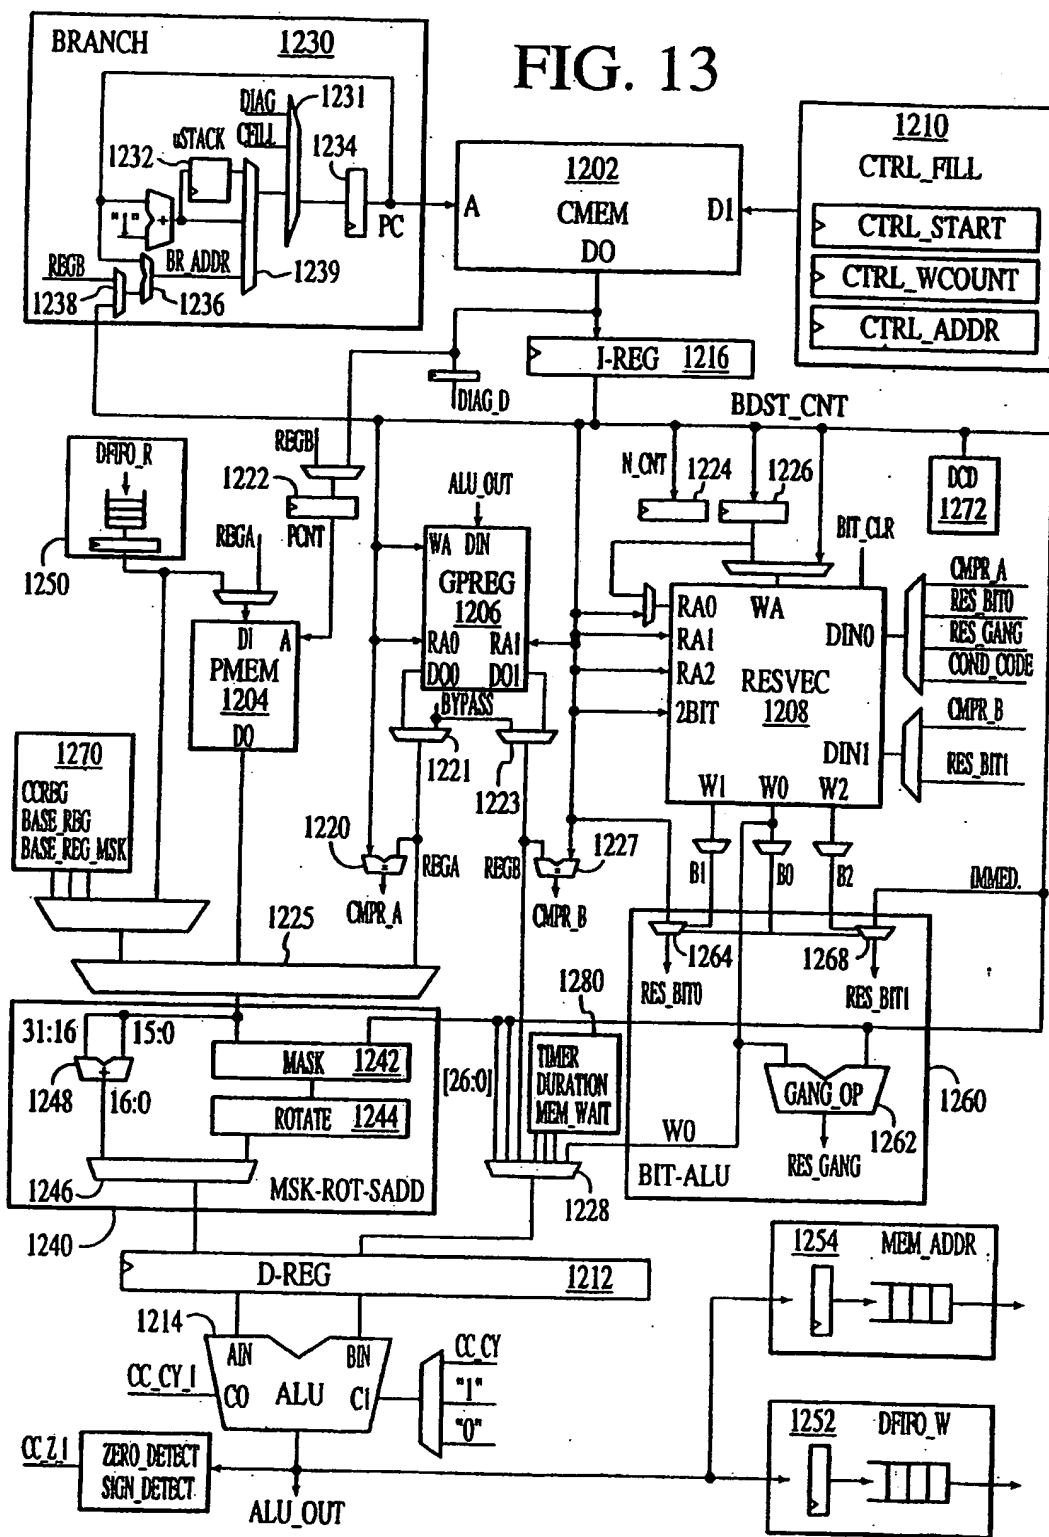 FIG. 13
BRANCH 1230
DIAG
CFILL
1231
uSTACK
1232
1234
"1"
+
PC
REGB
BR_ADDR
1238
1236
1239
1202
CMEM
A
D1
DO
1210
CTRL_FILL
CTRL_START
CTRL_WCOUNT
CTRL_ADDR
I-REG 1216
DIAG_D
BDST_CNT
DFIFO_R
1250
REGB
1222
PCNT
REGA
ALU_OUT
N_CNT
1224
1226
BIT_CLR
DCD
1272
WA DIN
GPREG
1206
RA0 RA1
DO0 DO1
BYPASS
1221
1223
DI A
PMEM
1204
DO
RA0
WA
RA1
RA2
2BIT
RESVEC
1208
DIN0
DIN1
W1 W0 W2
CMPR_A
RES_BIT0
RES_GANG
COND_CODE
CMPR_B
RES_BIT1
1270
CCREG
BASE_REG
BASE_REG_MSK
1220
=
CMPR_A
REGA
REGB
=
1227
CMPR_B
B1
B0
B2
IMMED.
1225
1264
1268
RES_BIT0
RES_BIT1
31:16
15:0
MASK 1242
1248
+
16:0
ROTATE 1244
1246
MSK-ROT-SADD
1240
[26:0]
1280
TIMER
DURATION
MEM_WAIT
1228
W0
GANG_OP
1262
RES_GANG
BIT-ALU
1260
D-REG 1212
1214
AIN BIN
CO ALU CI
CC_CY_I
CC_CY
"1"
"0"
CC_Z_I
ZERO_DETECT
SIGN_DETECT
ALU_OUT
1254 MEM_ADDR
1252 DFIFO_W